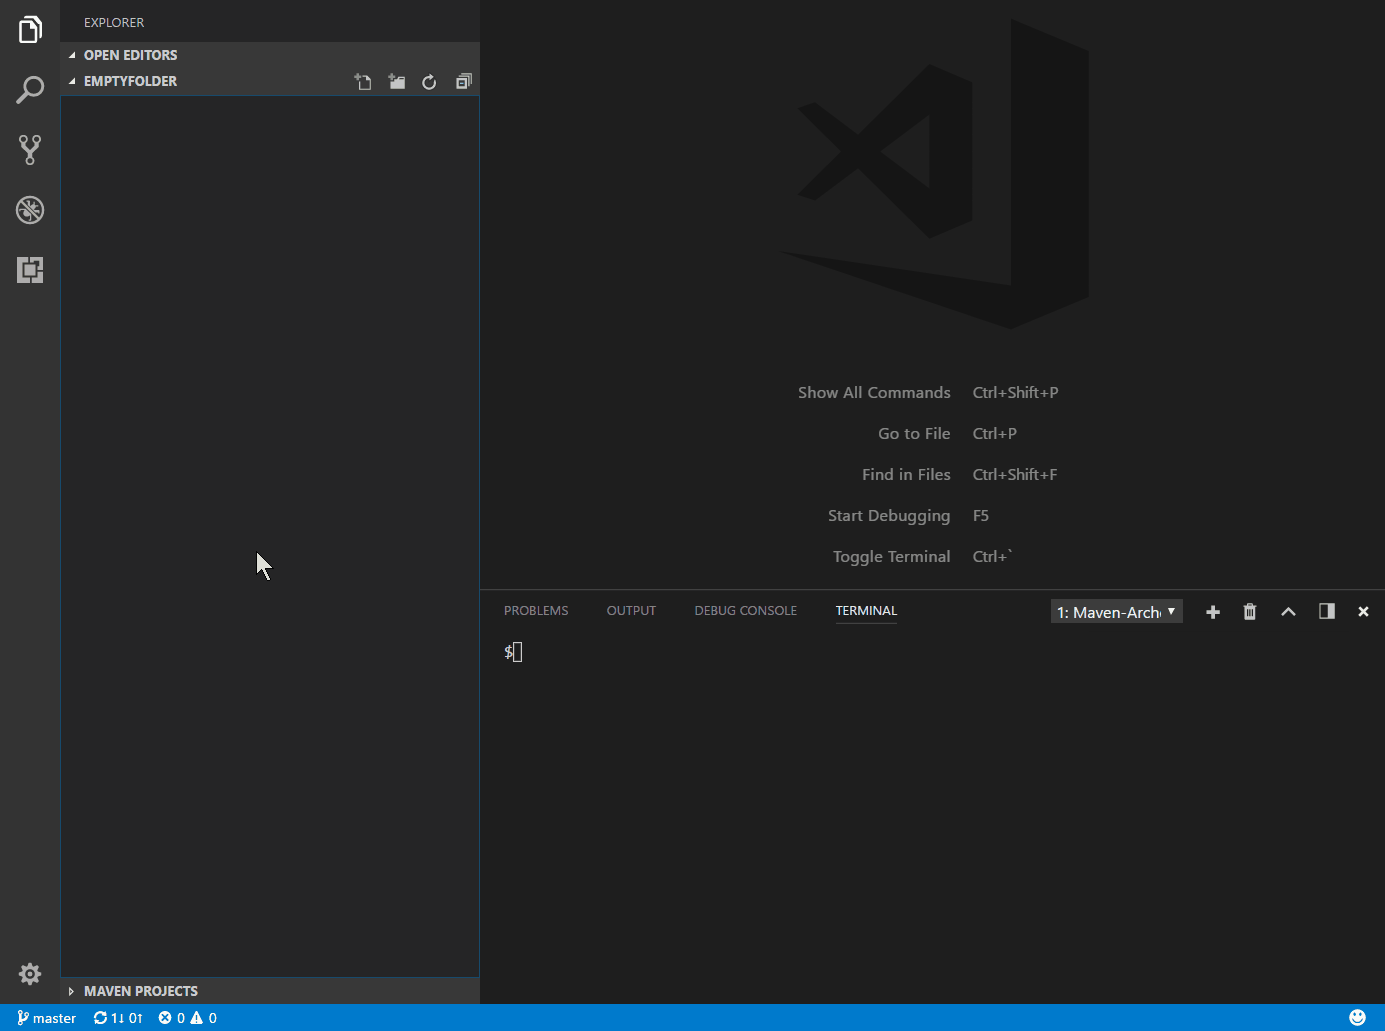 EXPLORER
OPEN EDITORS
EMPTYFOLDER
Show All Commands Ctrl+Shift+P
Go to File Ctrl+P
Find in Files Ctrl+Shift+F
Start Debugging F5
Toggle Terminal Ctrl+`
PROBLEMS OUTPUT DEBUG CONSOLE TERMINAL 1: Maven-Arch
$
MAVEN PROJECTS
master 1↓ 0↑ 0 0